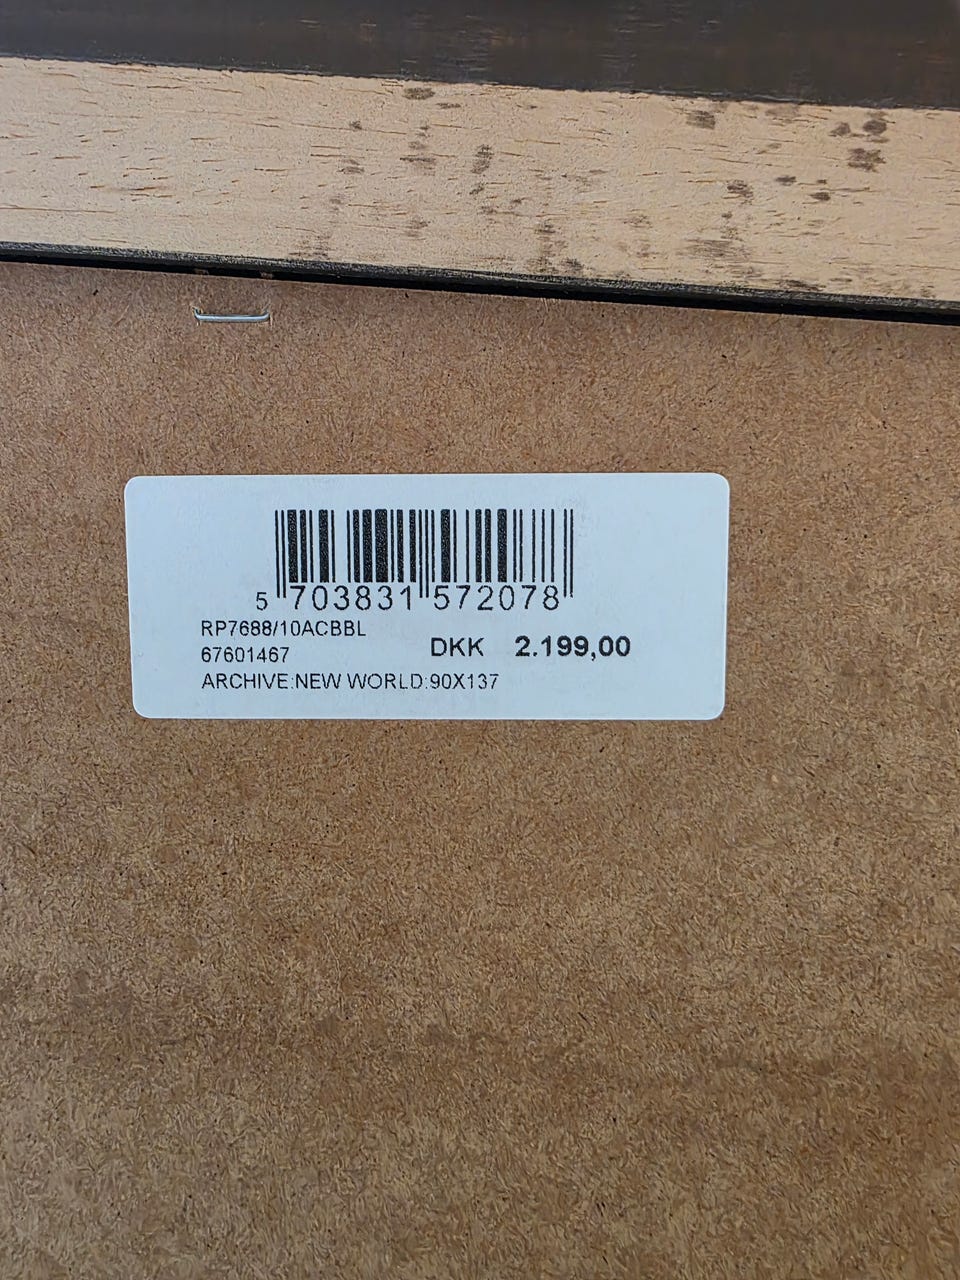 5 703831 572078
RP7688/10ACBBL
67601467
DKK 2.199,00
ARCHIVE:NEW WORLD:90X137